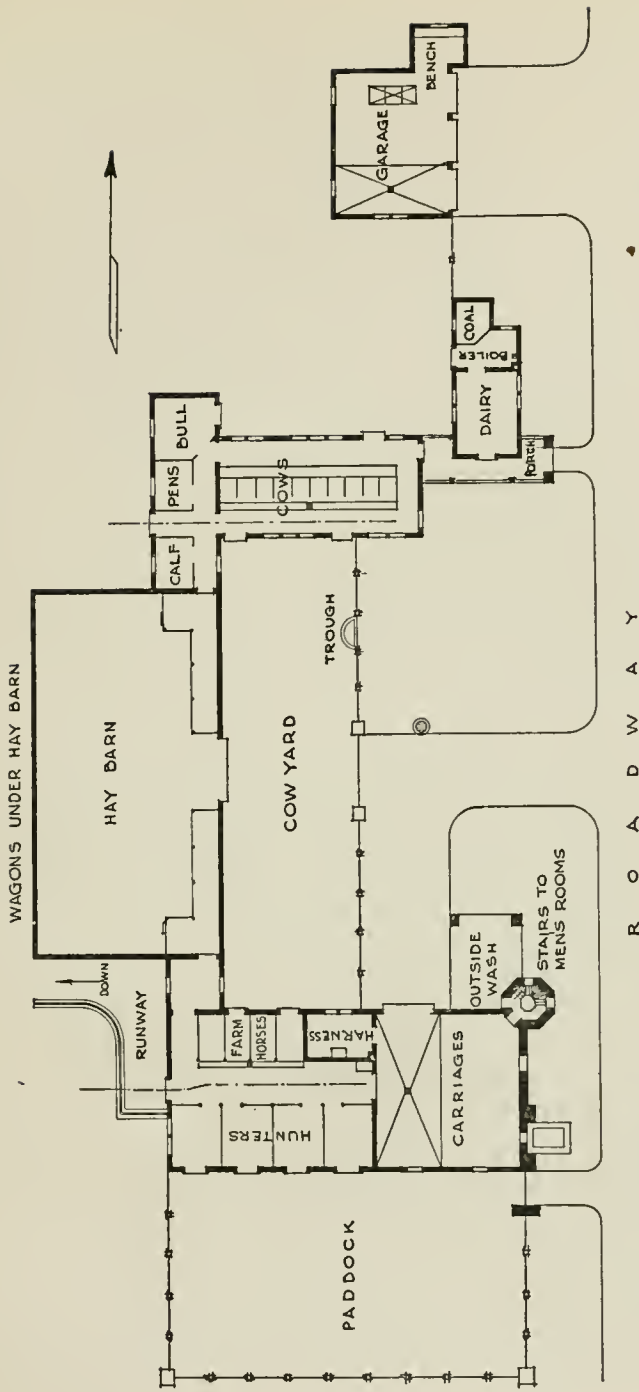 WAGONS UNDER HAY BARN
HAY BARN
DOWN
RUNWAY
CALF
PENS
BULL
COWS
COW YARD
TROUGH
FARM
HORSES
HARNESS
HUNTERS
CARRIAGES
OUTSIDE
WASH
STAIRS TO
MENS ROOMS
PADDOCK
PORCH
DAIRY
BOILER
COAL
GARAGE
BENCH
ROADWAY